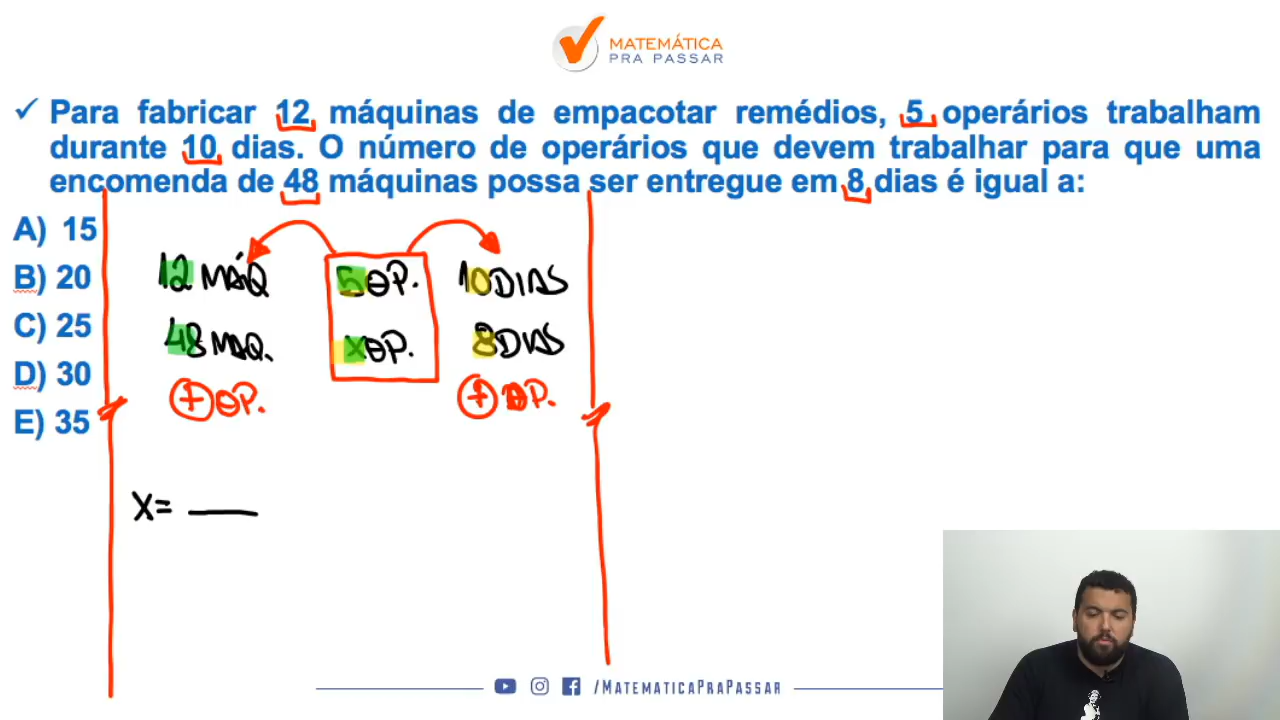 MATEMÁTICA
PRA PASSAR
✓ Para fabricar 12 máquinas de empacotar remédios, 5 operários trabalham
durante 10 dias. O número de operários que devem trabalhar para que uma
encomenda de 48 máquinas possa ser entregue em 8 dias é igual a:
A) 15
B) 20
C) 25
D) 30
E) 35
12 MÁQ 5 OP. 10 DIAS
48 MAQ. X OP. 8 DIAS
+ OP. + OP.
X=
/MATEMATICAPRAPASSAR